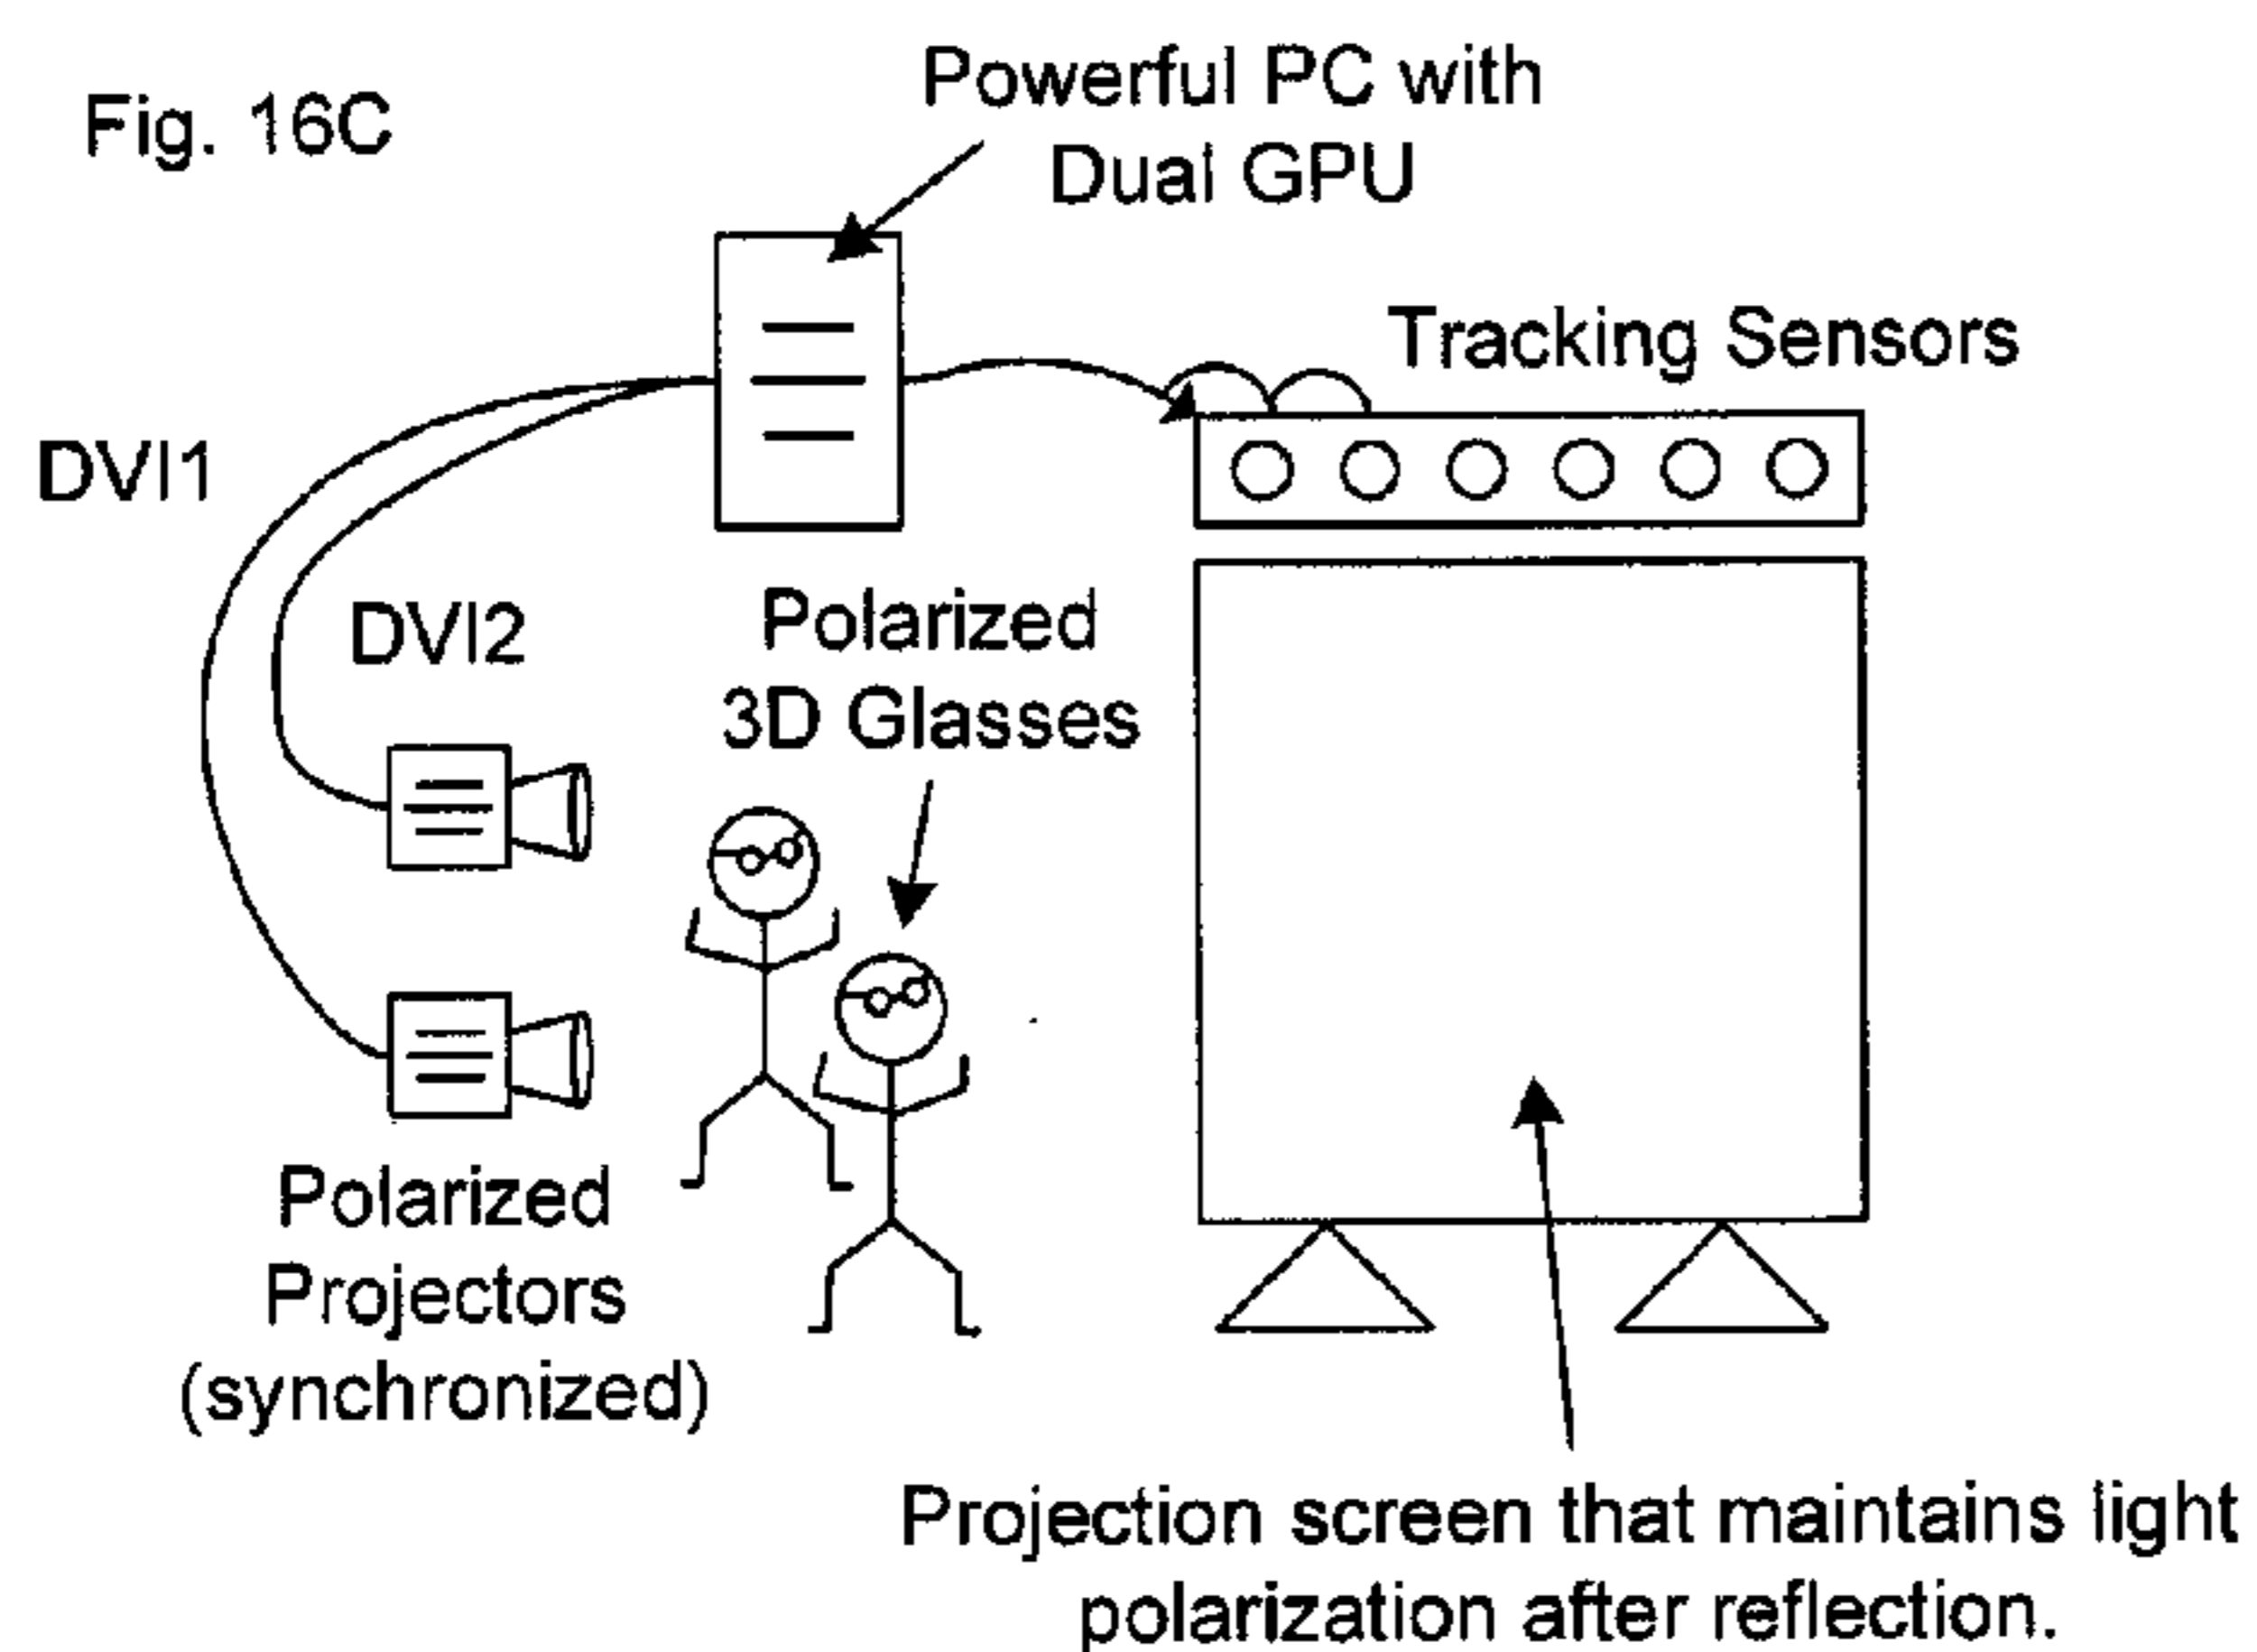 Fig. 16C
Powerful PC with
Dual GPU
Tracking Sensors
DVI1
DVI2
Polarized
3D Glasses
Polarized
Projectors
(synchronized)
Projection screen that maintains light
polarization after reflection.